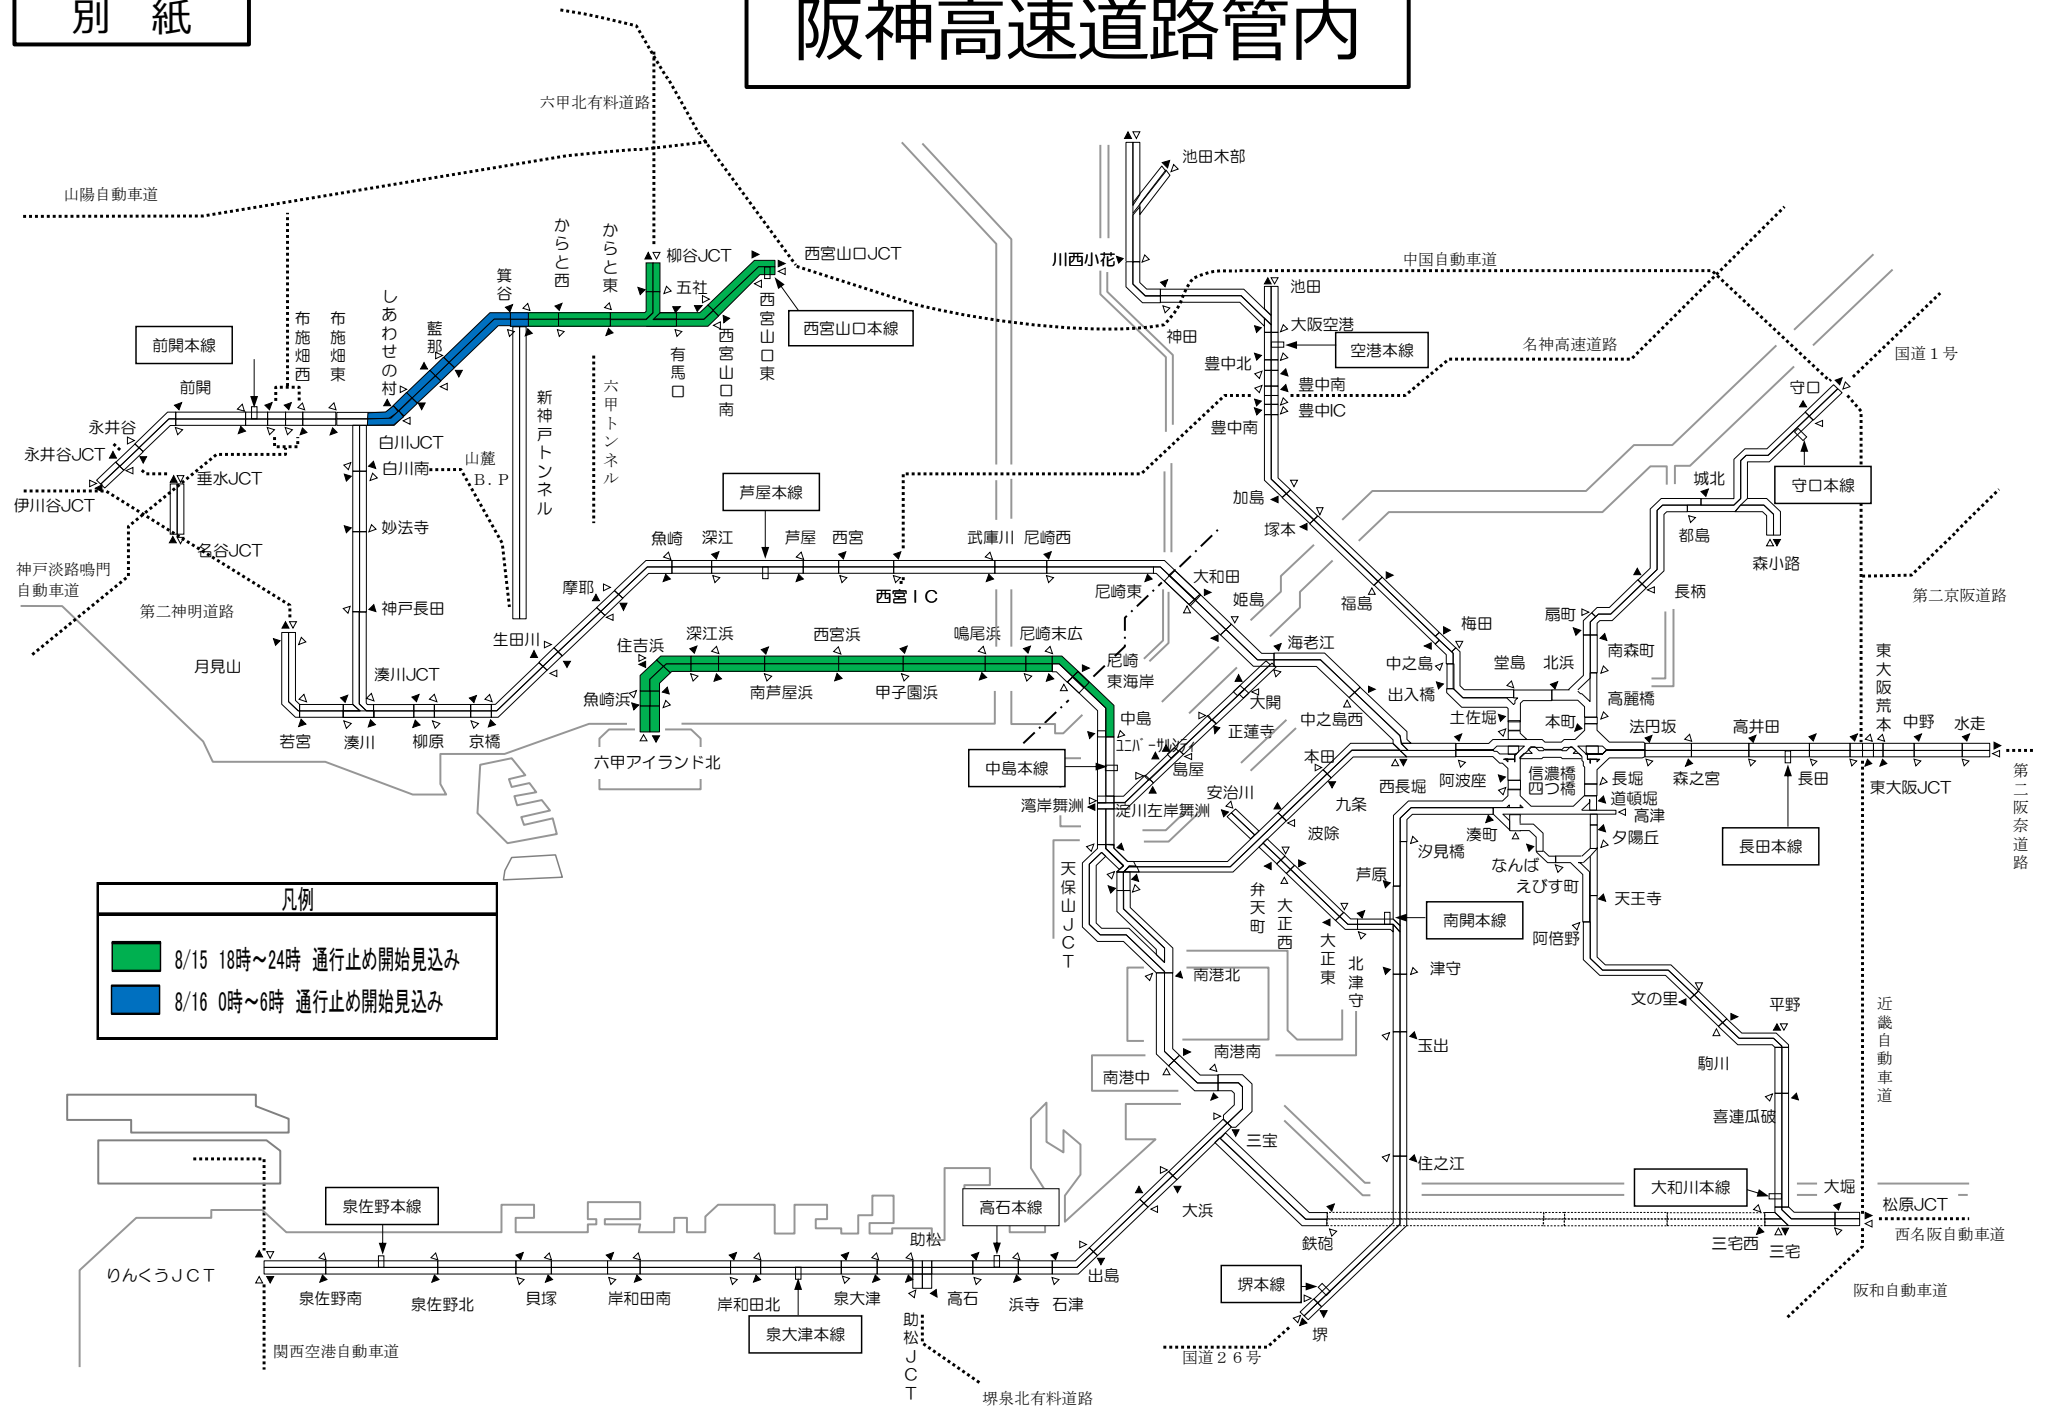 別　紙
阪神高速道路管内
六甲北有料道路
山陽自動車道
池田木部
川西小花
中国自動車道
名神高速道路
国道１号
からと西
からと東
柳谷JCT
西宮山口JCT
五社
箕谷
西宮山口東
西宮山口本線
西宮山口南
有馬口
神田
池田
大阪空港
空港本線
豊中北
豊中南
豊中IC
豊中南
守口
守口本線
布施畑西
布施畑東
しあわせの村
藍那
前開本線
前開
永井谷
永井谷JCT
伊川谷JCT
垂水JCT
名谷JCT
白川JCT
白川南
山麓
Ｂ.Ｐ
新神戸トンネル
六甲トンネル
神戸淡路鳴門
自動車道
第二神明道路
妙法寺
神戸長田
月見山
湊川JCT
若宮
湊川
柳原
京橋
生田川
摩耶
魚崎
深江
芦屋本線
芦屋
西宮
西宮ＩＣ
武庫川
尼崎西
尼崎東
大和田
姫島
海老江
加島
塚本
福島
梅田
中之島
出入橋
堂島
北浜
扇町
南森町
長柄
城北
都島
森小路
第二京阪道路
住吉浜
魚崎浜
六甲アイランド北
深江浜
南芦屋浜
西宮浜
甲子園浜
鳴尾浜
尼崎末広
尼崎
東海岸
中島
ﾕﾆﾊﾞｰｻﾙｼﾃｨ
中島本線
湾岸舞洲
淀川左岸舞洲
大開
正蓮寺
島屋
中之島西
本田
安治川
九条
波除
西長堀
阿波座
土佐堀
本町
高麗橋
信濃橋
四つ橋
長堀
道頓堀
高津
夕陽丘
法円坂
森之宮
高井田
長田
長田本線
東大阪荒本
中野
水走
東大阪JCT
第二阪奈道路
湊町
なんば
えびす町
天王寺
阿倍野
汐見橋
芦原
南開本線
天保山ＪＣＴ
弁天町
大正西
大正東
北津守
津守
南港北
南港南
南港中
玉出
文の里
平野
駒川
喜連瓜破
近畿自動車道
三宝
大浜
住之江
大和川本線
大堀
松原JCT
西名阪自動車道
三宅西
三宅
鉄砲
堺本線
堺
国道２６号
阪和自動車道
凡例
8/15 18時～24時 通行止め開始見込み
8/16 0時～6時 通行止め開始見込み
りんくうＪＣＴ
泉佐野本線
泉佐野南
泉佐野北
貝塚
岸和田南
岸和田北
泉大津本線
泉大津
助松
助松ＪＣＴ
高石本線
高石
浜寺
石津
出島
関西空港自動車道
堺泉北有料道路